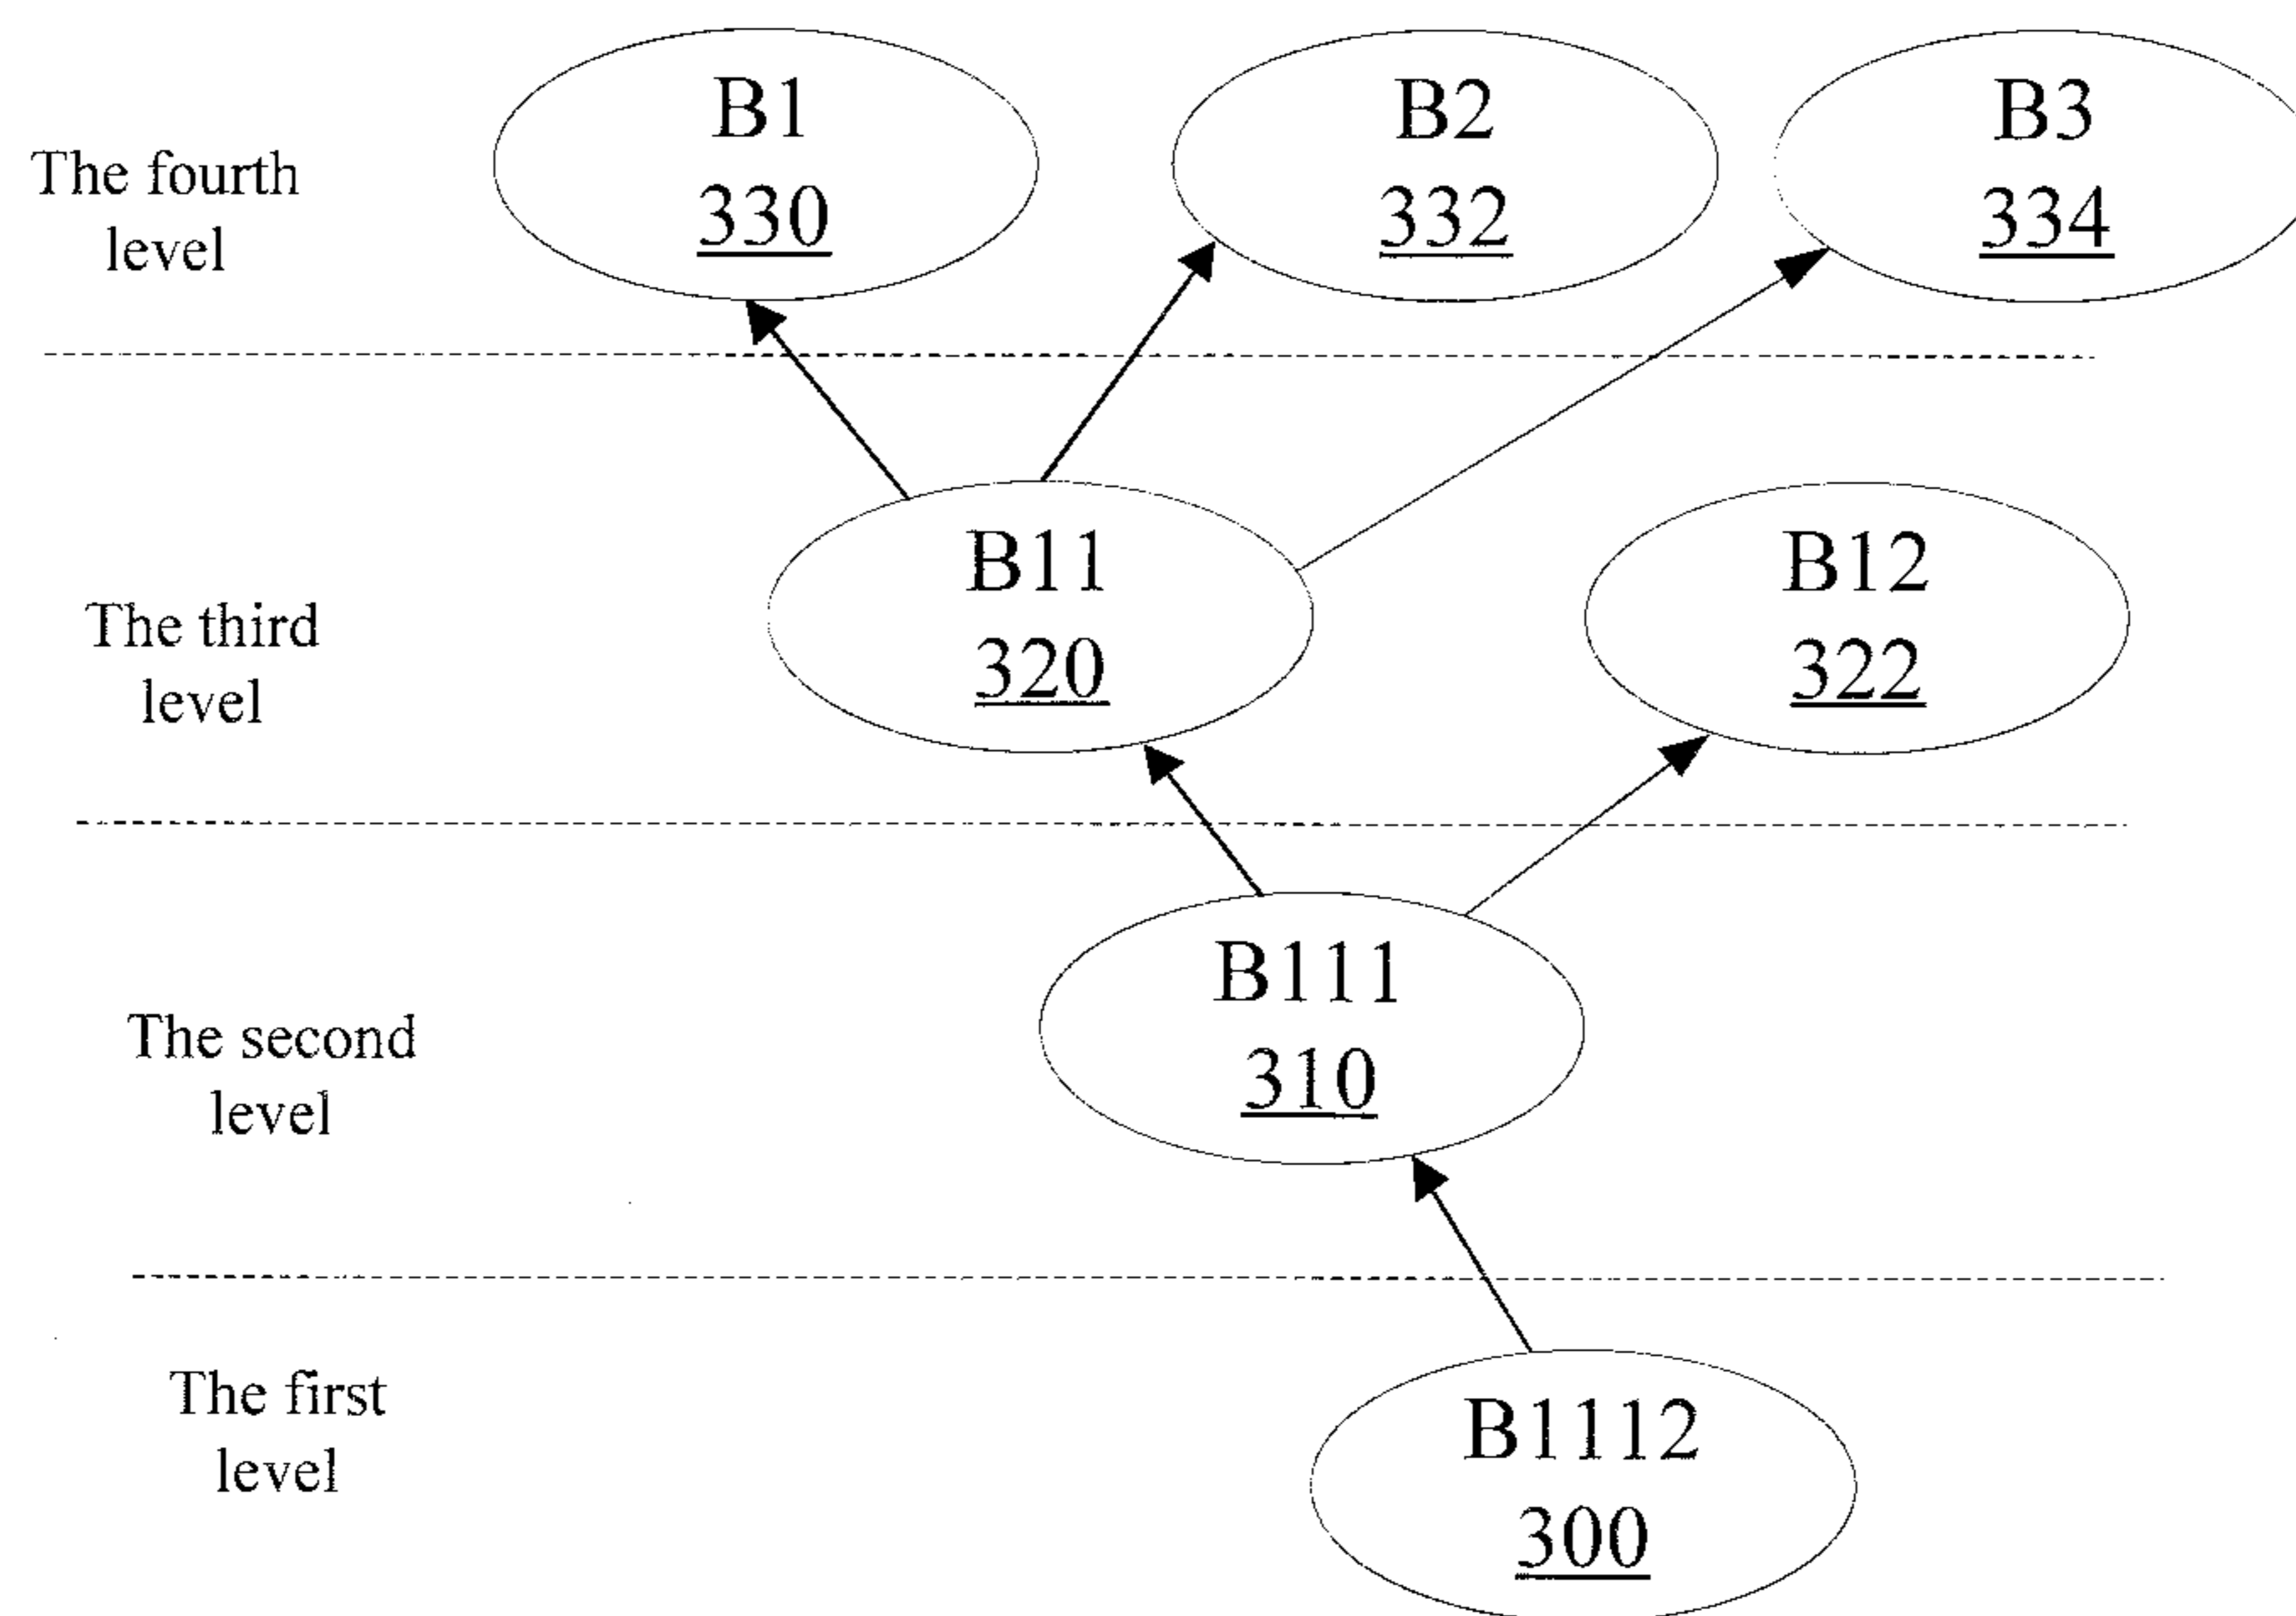 B1
330
B2
332
B3
334
The fourth
level
B11
320
B12
322
The third
level
B111
310
The second
level
B1112
300
The first
level